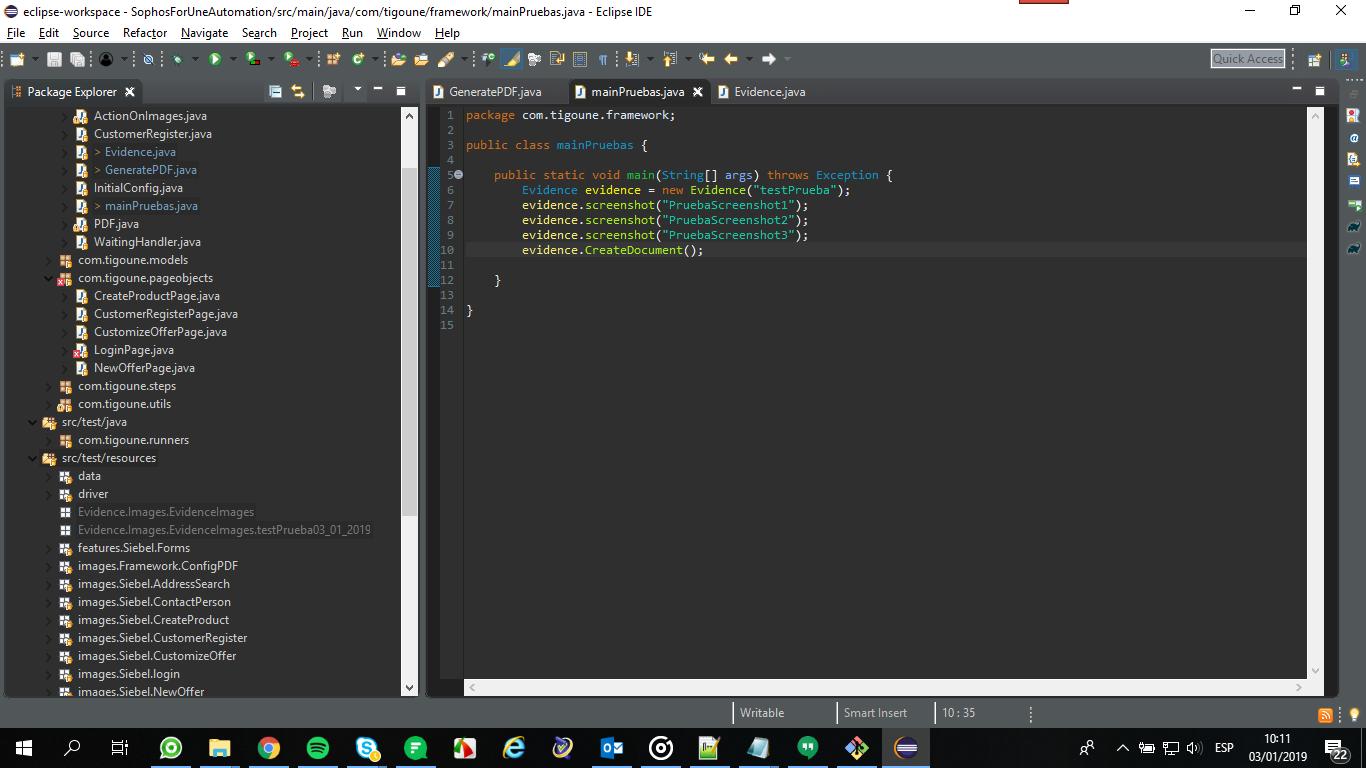 eclipse-workspace - SophosForUneAutomation/src/main/java/com/tigoune/framework/mainPruebas.java - Eclipse IDE
File Edit Source Refactor Navigate Search Project Run Window Help
Quick Access
Package Explorer
ActionOnImages.java
CustomerRegister.java
> Evidence.java
> GeneratePDF.java
InitialConfig.java
> mainPruebas.java
PDF.java
WaitingHandler.java
com.tigoune.models
com.tigoune.pageobjects
CreateProductPage.java
CustomerRegisterPage.java
CustomizeOfferPage.java
LoginPage.java
NewOfferPage.java
com.tigoune.steps
com.tigoune.utils
src/test/java
com.tigoune.runners
src/test/resources
data
driver
Evidence.Images.EvidenceImages
Evidence.Images.EvidenceImages.testPrueba03_01_2019
features.Siebel.Forms
images.Framework.ConfigPDF
images.Siebel.AddressSearch
images.Siebel.ContactPerson
images.Siebel.CreateProduct
images.Siebel.CustomerRegister
images.Siebel.CustomizeOffer
images.Siebel.login
images.Siebel.NewOffer
GeneratePDF.java mainPruebas.java Evidence.java
1 package com.tigoune.framework;
2
3 public class mainPruebas {
4
5 public static void main(String[] args) throws Exception {
6 Evidence evidence = new Evidence("testPrueba");
7 evidence.screenshot("PruebaScreenshot1");
8 evidence.screenshot("PruebaScreenshot2");
9 evidence.screenshot("PruebaScreenshot3");
10 evidence.CreateDocument();
11
12 }
13
14 }
15
Writable Smart Insert 10 : 35
ESP
10:11
03/01/2019
22